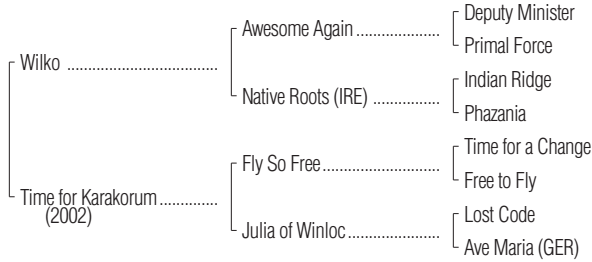 Deputy Minister
Awesome Again ..................
Primal Force
Wilko ..................................
Indian Ridge
Native Roots (IRE) ...............
Phazania
Time for a Change
Fly So Free..........................
Free to Fly
Time for Karakorum .............
(2002)
Lost Code
Julia of Winloc....................
Ave Maria (GER)